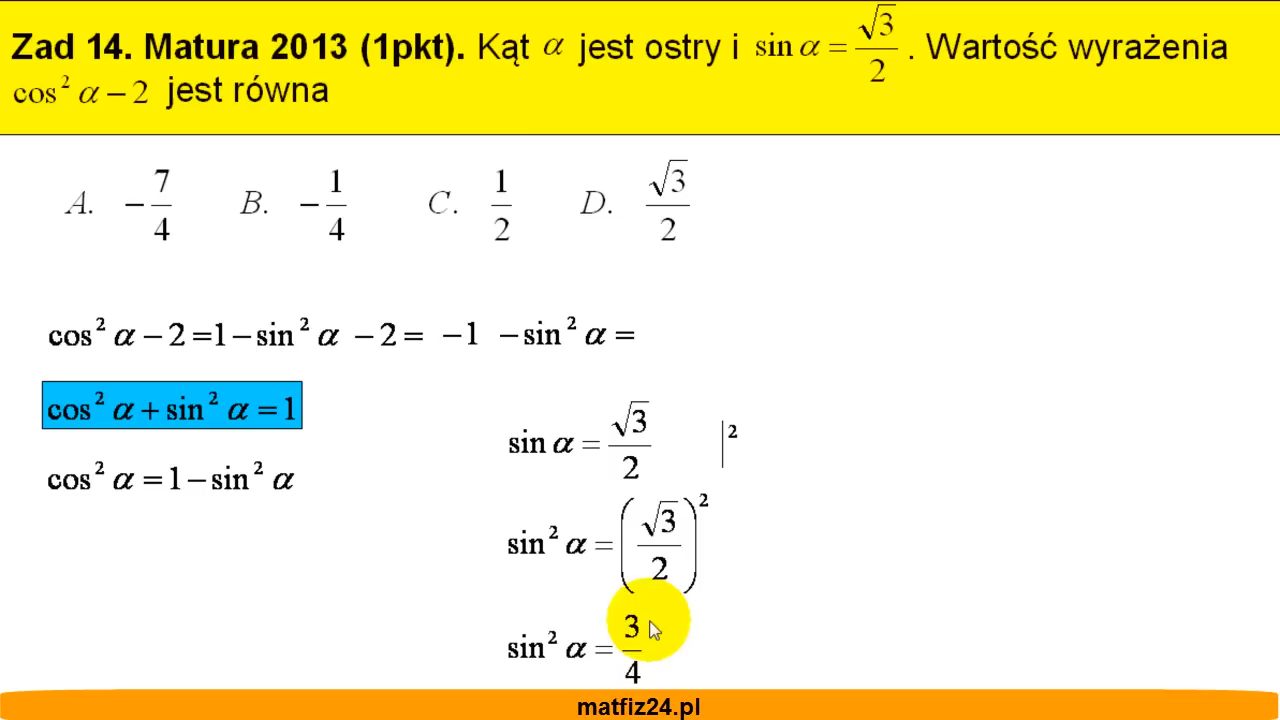 Zad 14. Matura 2013 (1pkt). Kąt α jest ostry i sin α = √3/2 . Wartość wyrażenia
cos² α − 2 jest równa
A. −7/4 B. −1/4 C. 1/2 D. √3/2
cos² α − 2 = 1 − sin² α − 2 = −1 − sin² α =
cos² α + sin² α = 1
sin α = √3/2 |²
cos² α = 1 − sin² α
sin² α = (√3/2)²
sin² α = 3/4
matfiz24.pl